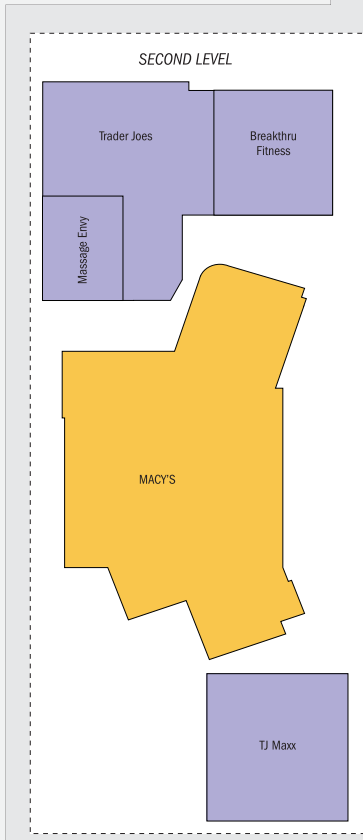 SECOND LEVEL
Trader Joes
Breakthru
Fitness
Massage Envy
MACY'S
TJ Maxx